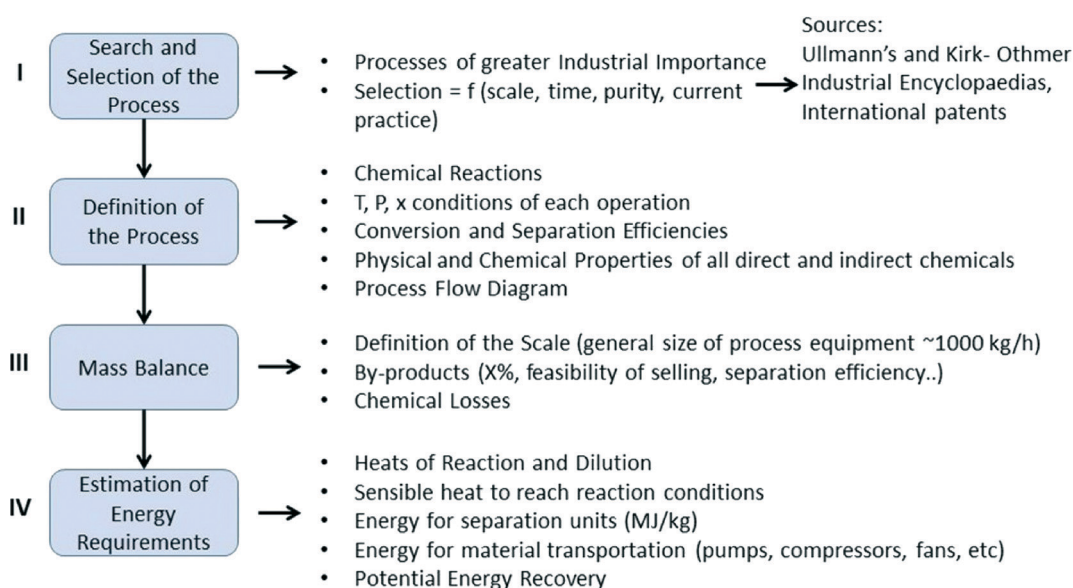 I
Search and
Selection of the
Process
• Processes of greater Industrial Importance
• Selection = f (scale, time, purity, current
practice)
Sources:
Ullmann's and Kirk- Othmer
Industrial Encyclopaedias,
International patents
II
Definition of
the Process
• Chemical Reactions
• T, P, x conditions of each operation
• Conversion and Separation Efficiencies
• Physical and Chemical Properties of all direct and indirect chemicals
• Process Flow Diagram
III
Mass Balance
• Definition of the Scale (general size of process equipment ~1000 kg/h)
• By-products (X%, feasibility of selling, separation efficiency..)
• Chemical Losses
IV
Estimation of
Energy
Requirements
• Heats of Reaction and Dilution
• Sensible heat to reach reaction conditions
• Energy for separation units (MJ/kg)
• Energy for material transportation (pumps, compressors, fans, etc)
• Potential Energy Recovery